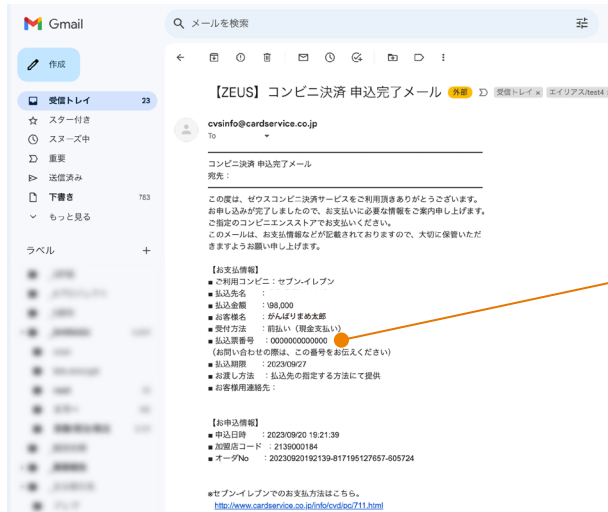 Gmail
メールを検索
作成
受信トレイ 23
スター付き
スヌーズ中
重要
送信済み
下書き 783
もっと見る
ラベル +
【ZEUS】コンビニ決済 申込完了メール 外部 受信トレイ × エイリアス/test4
cvsinfo@cardservice.co.jp
To
コンビニ決済 申込完了メール
宛先：
この度は、ゼウスコンビニ決済サービスをご利用頂きありがとうございます。
お申し込みが完了しましたので、お支払いに必要な情報をご案内申し上げます。
ご指定のコンビニエンスストアでお支払いください。
このメールは、お支払情報などが記載されておりますので、大切に保管いただ
きますようお願い申し上げます。
【お支払情報】
■ ご利用コンビニ：セブン-イレブン
■ 払込先名 ：
■ 払込金額 ：\98,000
■ お客様名 ：がんばりまめ太郎
■ 受付方法 ：前払い（現金支払い）
■ 払込票番号 ：0000000000000
（お問い合わせの際は、この番号をお伝えください）
■ 払込期限 ：2023/09/27
■ お渡し方法 ：払込先の指定する方法にて提供
■ お客様用連絡先：
【お申込情報】
■ 申込日時 ：2023/09/20 19:21:39
■ 加盟店コード ：2139000184
■ オーダNo ：20230920192139-817195127657-605724
※セブン-イレブンでのお支払方法はこちら。
http://www.cardservice.co.jp/info/cvd/pc/711.html